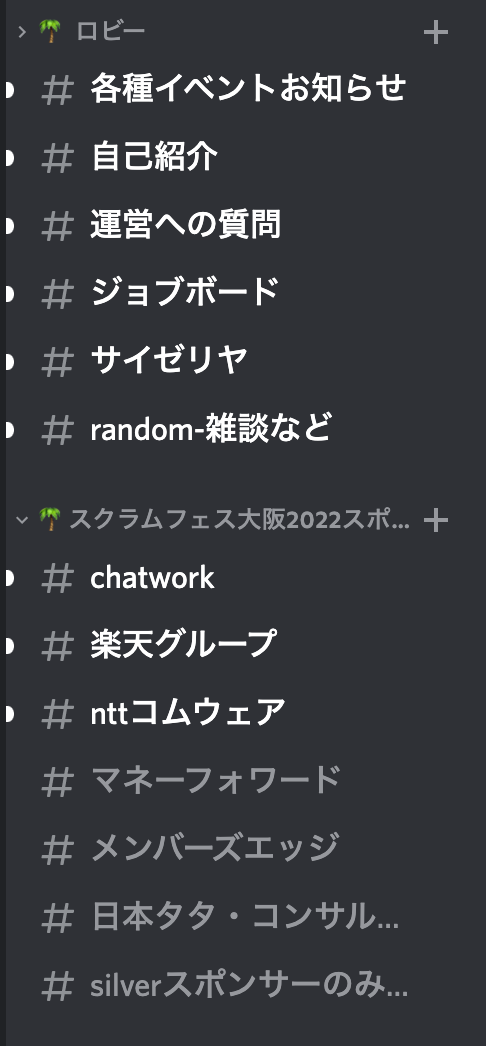 ロビー
# 各種イベントお知らせ
# 自己紹介
# 運営への質問
# ジョブボード
# サイゼリヤ
# random-雑談など
スクラムフェス大阪2022スポ...
# chatwork
# 楽天グループ
# nttコムウェア
# マネーフォワード
# メンバーズエッジ
# 日本タタ・コンサル...
# silverスポンサーのみ...